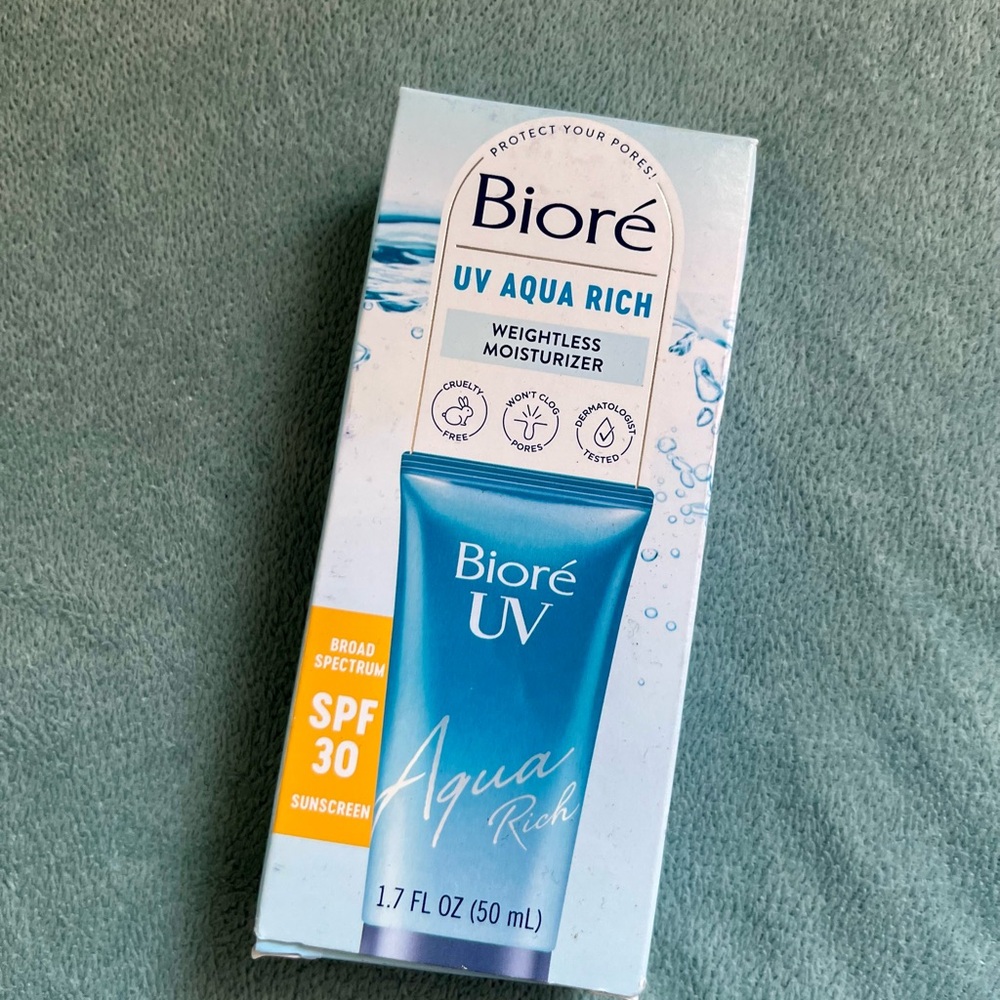 PROTECT YOUR PORES!
Bioré
UV AQUA RICH
WEIGHTLESS
MOISTURIZER
CRUELTY
FREE
WON'T CLOG
PORES
DERMATOLOGIST
TESTED
Bioré
UV
BROAD
SPECTRUM
SPF
30
SUNSCREEN
Aqua
Rich
1.7 FL OZ (50 mL)